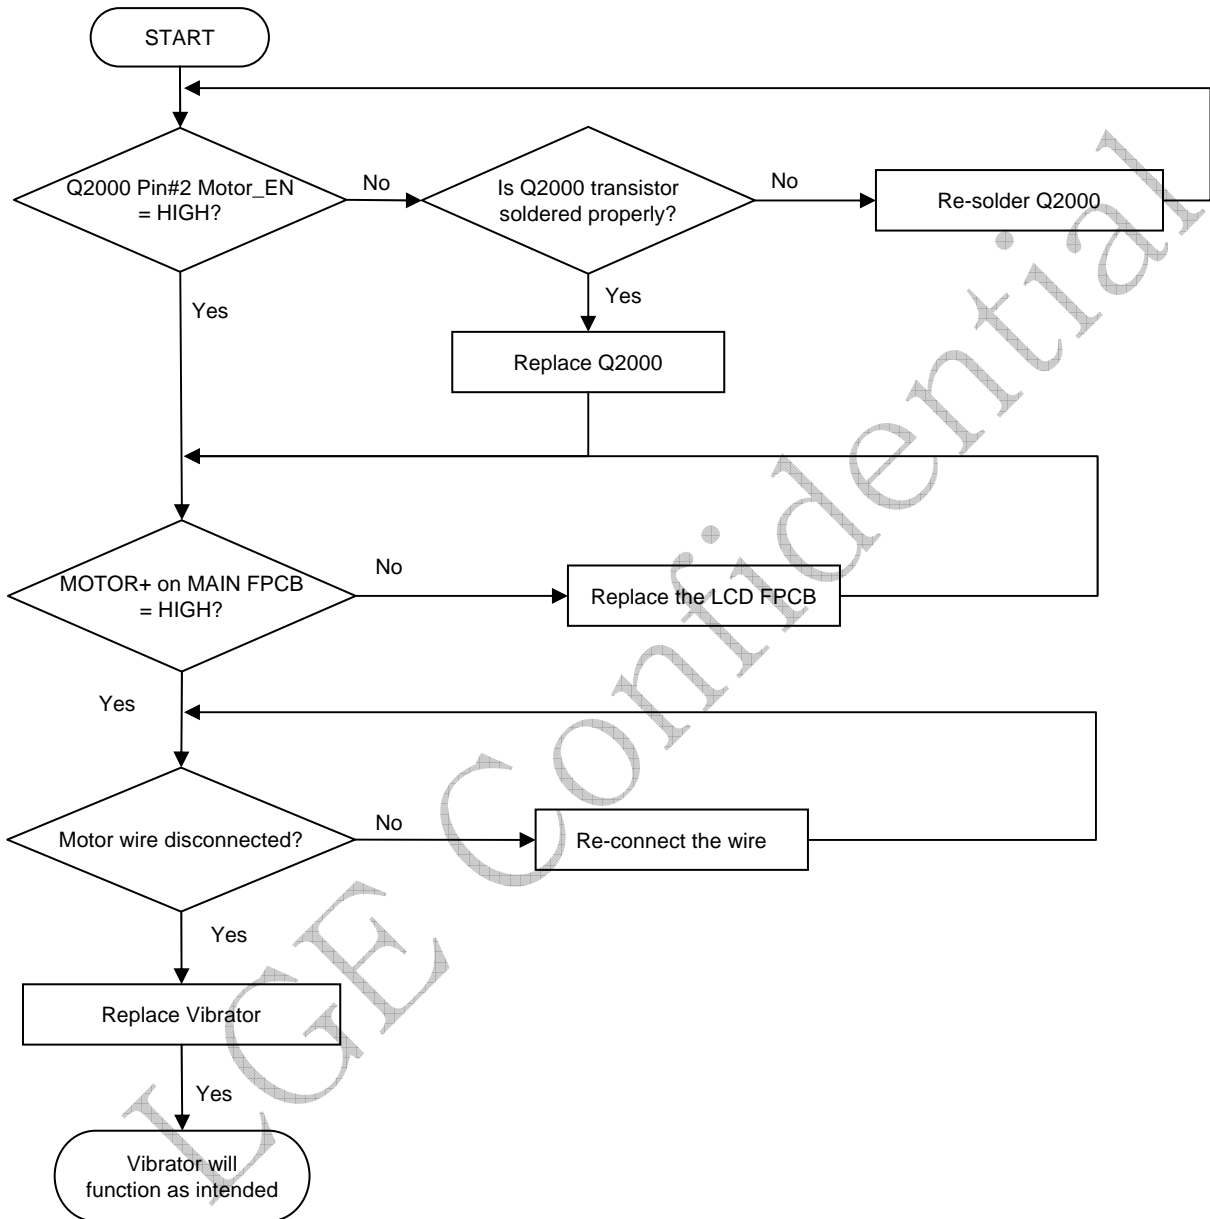 START
Q2000 Pin#2 Motor_EN
= HIGH?
No
Is Q2000 transistor
soldered properly?
No
Re-solder Q2000
Yes
Yes
Replace Q2000
MOTOR+ on MAIN FPCB
= HIGH?
No
Replace the LCD FPCB
Yes
Motor wire disconnected?
No
Re-connect the wire
Yes
Replace Vibrator
Yes
Vibrator will
function as intended
LGE Confidential